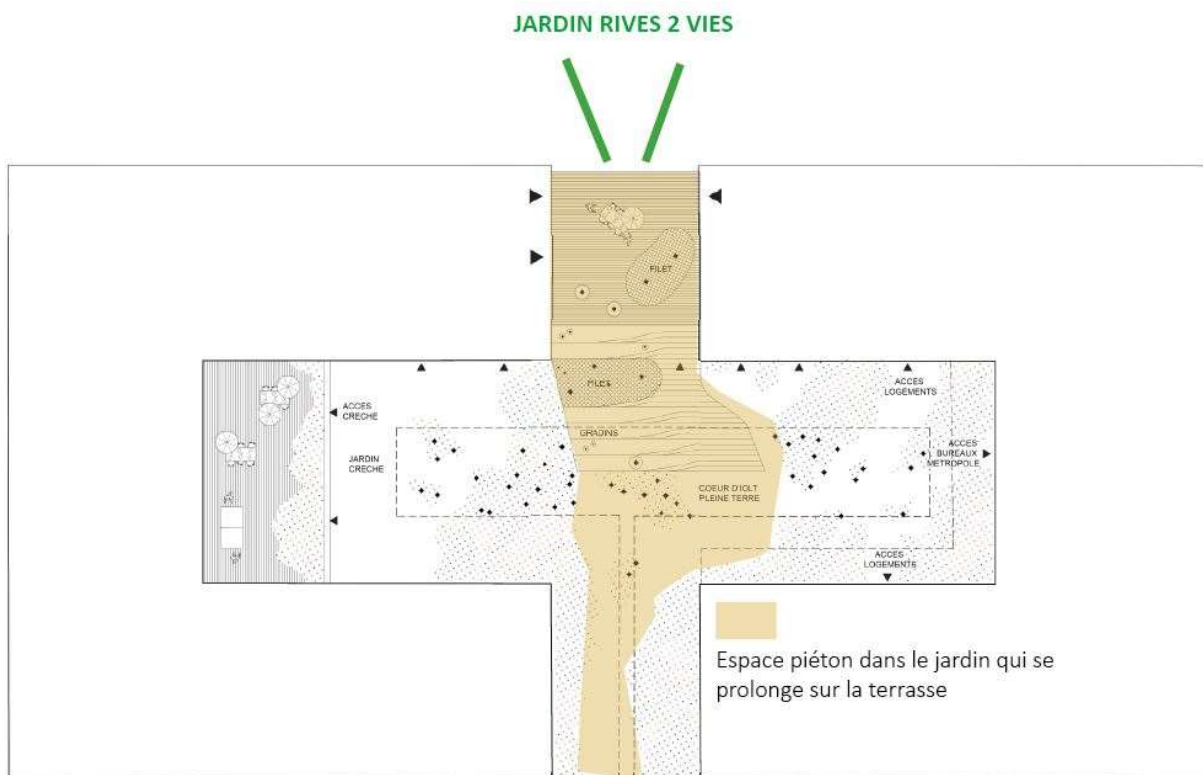 JARDIN RIVES 2 VIES
FILET
FILET
ACCES
LOGEMENTS
ACCES
CRECHE
GRADINS
JARDIN
CRECHE
ACCES
BUREAUX
METROPOLE
COEUR D'IOLT
PLEINE TERRE
ACCES
LOGEMENTS
Espace piéton dans le jardin qui se
prolonge sur la terrasse